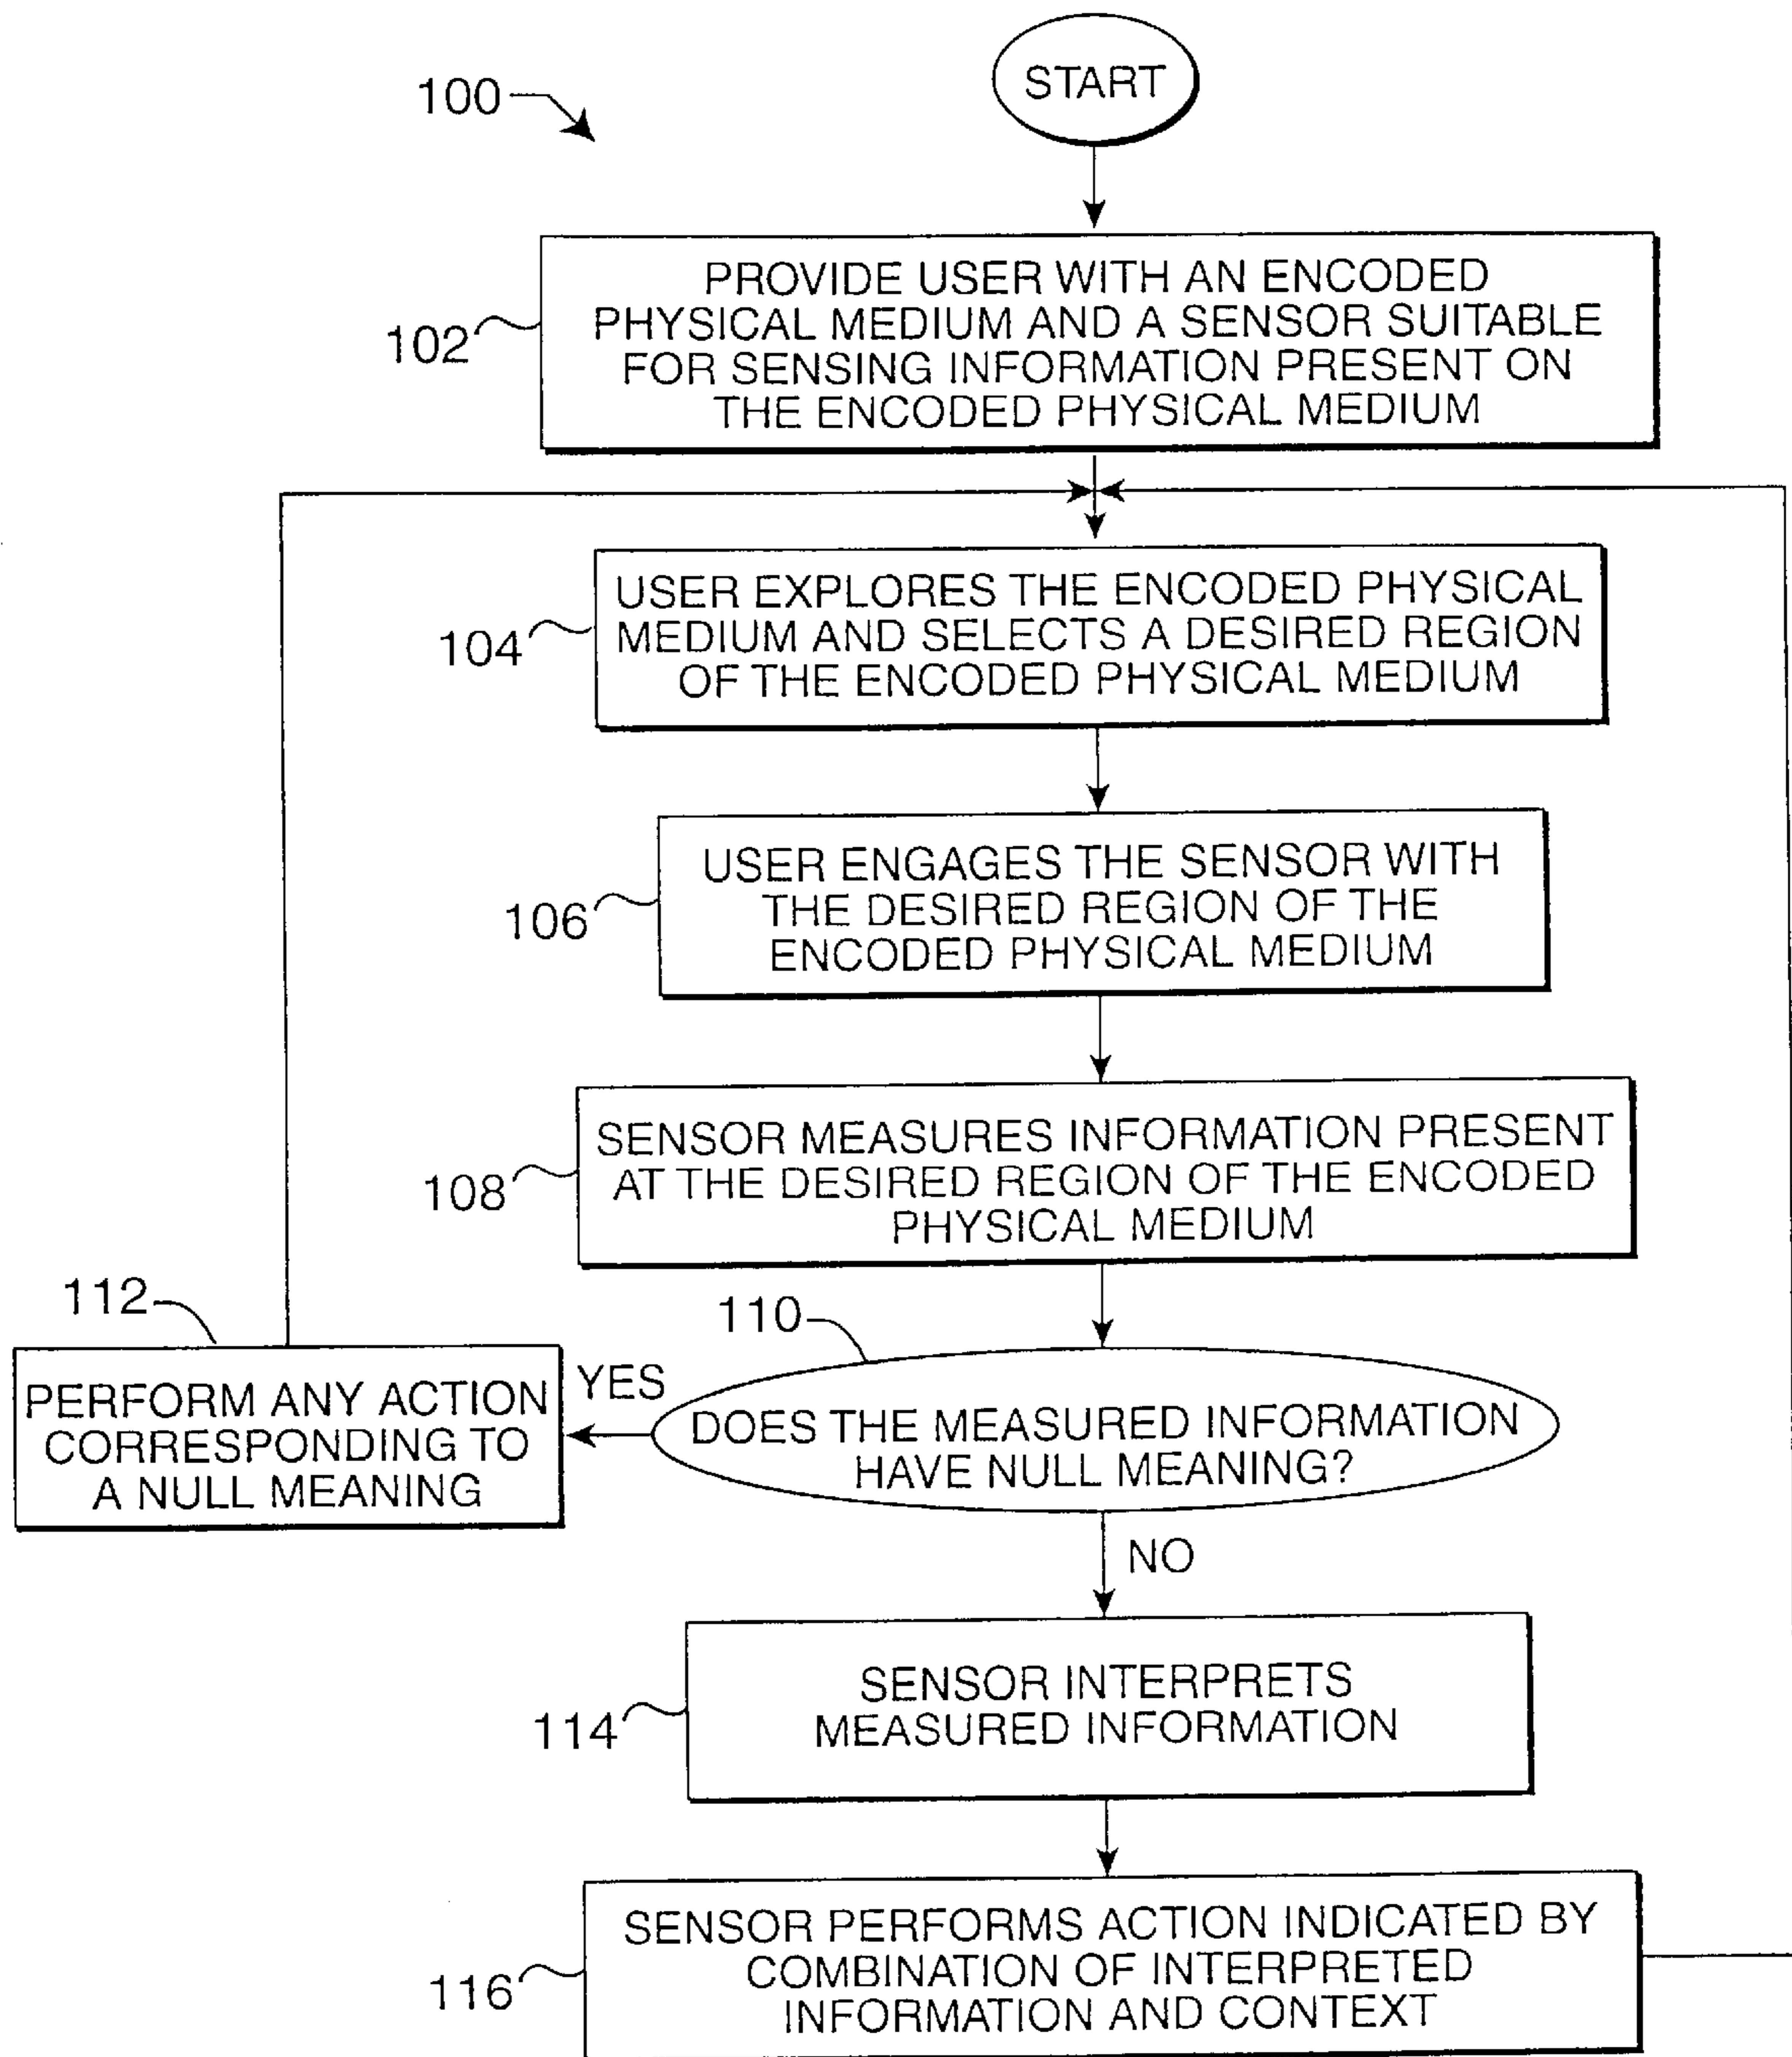 100
START
102
PROVIDE USER WITH AN ENCODED
PHYSICAL MEDIUM AND A SENSOR SUITABLE
FOR SENSING INFORMATION PRESENT ON
THE ENCODED PHYSICAL MEDIUM
104
USER EXPLORES THE ENCODED PHYSICAL
MEDIUM AND SELECTS A DESIRED REGION
OF THE ENCODED PHYSICAL MEDIUM
106
USER ENGAGES THE SENSOR WITH
THE DESIRED REGION OF THE
ENCODED PHYSICAL MEDIUM
108
SENSOR MEASURES INFORMATION PRESENT
AT THE DESIRED REGION OF THE ENCODED
PHYSICAL MEDIUM
110
DOES THE MEASURED INFORMATION
HAVE NULL MEANING?
YES
112
PERFORM ANY ACTION
CORRESPONDING TO
A NULL MEANING
NO
114
SENSOR INTERPRETS
MEASURED INFORMATION
116
SENSOR PERFORMS ACTION INDICATED BY
COMBINATION OF INTERPRETED
INFORMATION AND CONTEXT